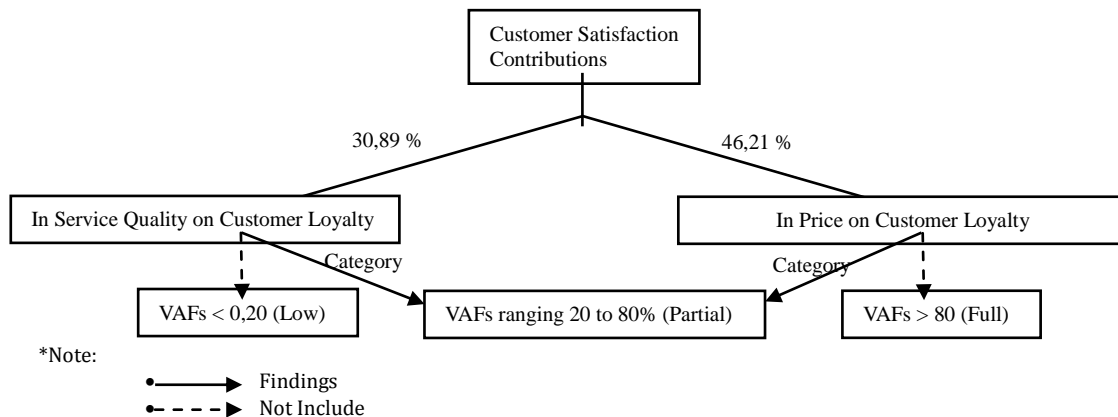 Customer Satisfaction
Contributions
30,89 %
46,21 %
In Service Quality on Customer Loyalty
In Price on Customer Loyalty
Category
Category
VAFs < 0,20 (Low)
VAFs ranging 20 to 80% (Partial)
VAFs > 80 (Full)
*Note:
Findings
Not Include